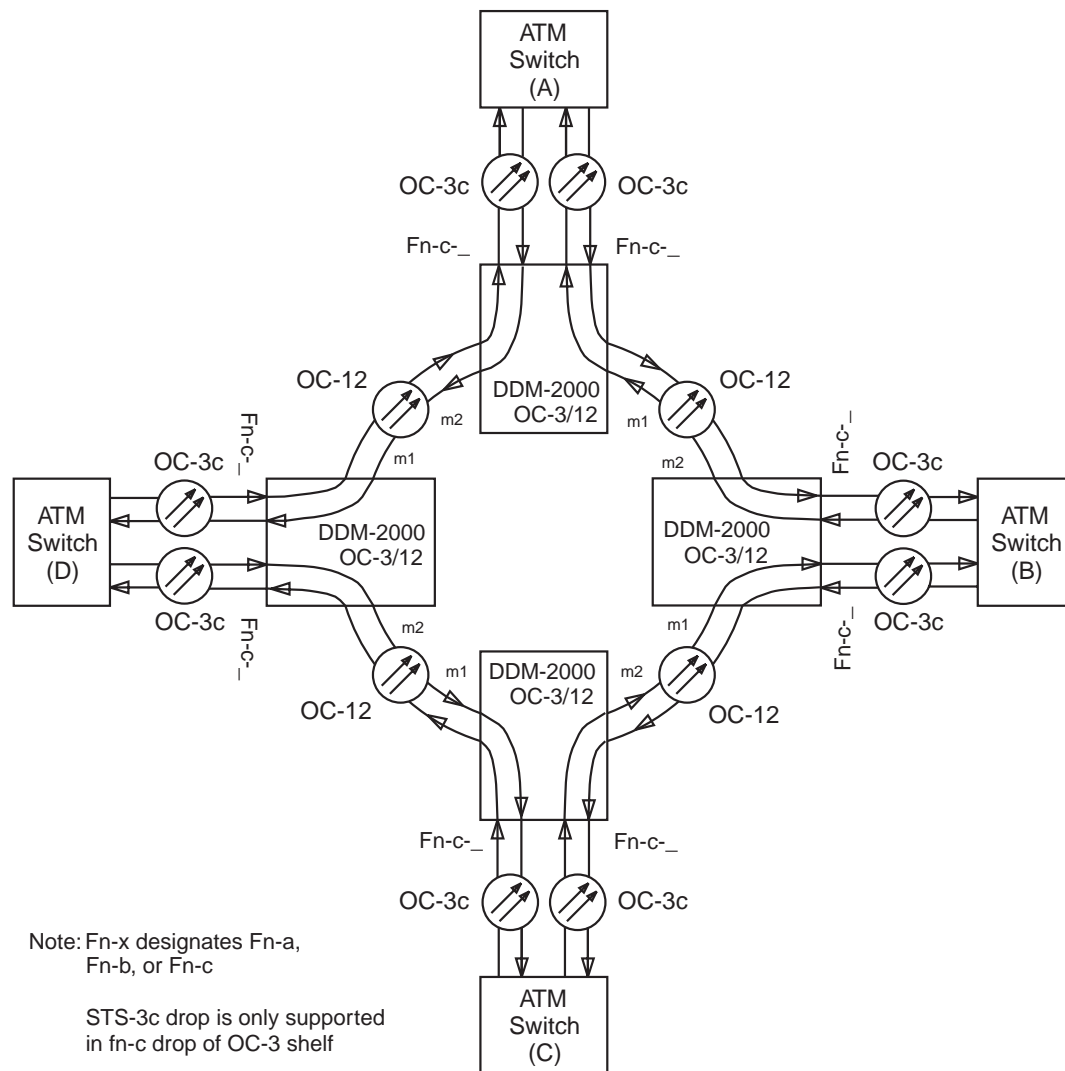 ATM
Switch
(A)
OC-3c
OC-3c
Fn-c-_
Fn-c-_
OC-12
OC-12
DDM-2000
OC-3/12
m2
m1
m1
m2
Fn-c-_
Fn-c-_
OC-3c
OC-3c
ATM
Switch
(D)
DDM-2000
OC-3/12
DDM-2000
OC-3/12
ATM
Switch
(B)
OC-3c
OC-3c
Fn-c-_
Fn-c-_
m2
m1
m1
m2
DDM-2000
OC-3/12
OC-12
OC-12
Fn-c-_
Fn-c-_
OC-3c
OC-3c
Note: Fn-x designates Fn-a,
Fn-b, or Fn-c
STS-3c drop is only supported
in fn-c drop of OC-3 shelf
ATM
Switch
(C)